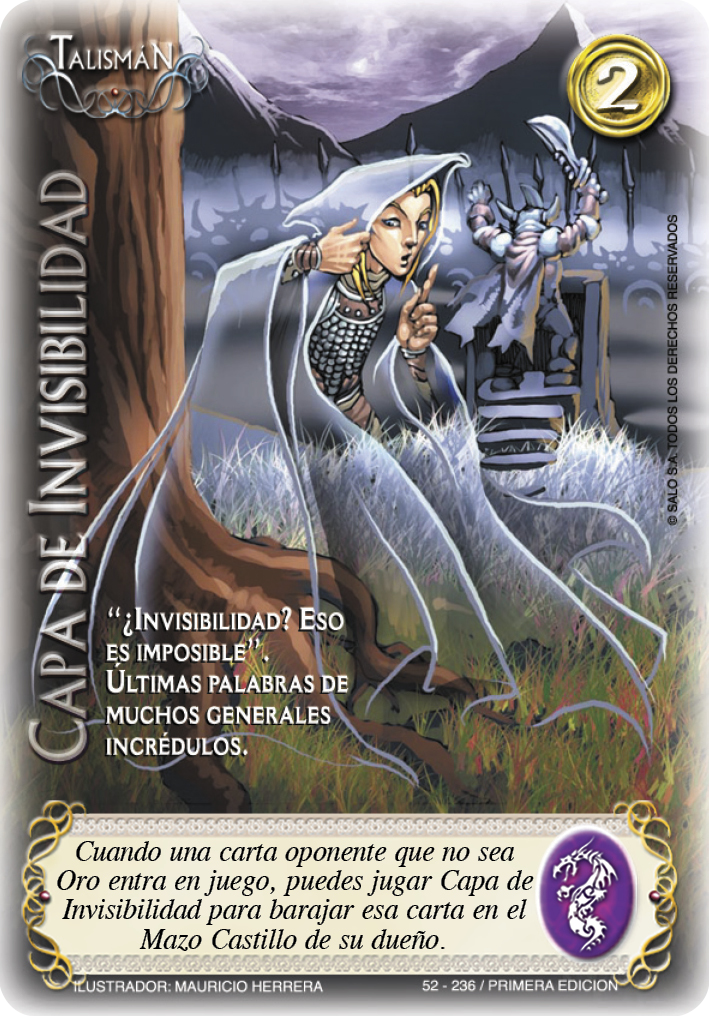 Talismán
2
Capa de Invisibilidad
© SALO S.A. TODOS LOS DERECHOS RESERVADOS
“¿Invisibilidad? Eso
es imposible”.
Últimas palabras de
muchos generales
incrédulos.
Cuando una carta oponente que no sea
Oro entra en juego, puedes jugar Capa de
Invisibilidad para barajar esa carta en el
Mazo Castillo de su dueño.
ILUSTRADOR: MAURICIO HERRERA
52 - 236 / PRIMERA EDICION